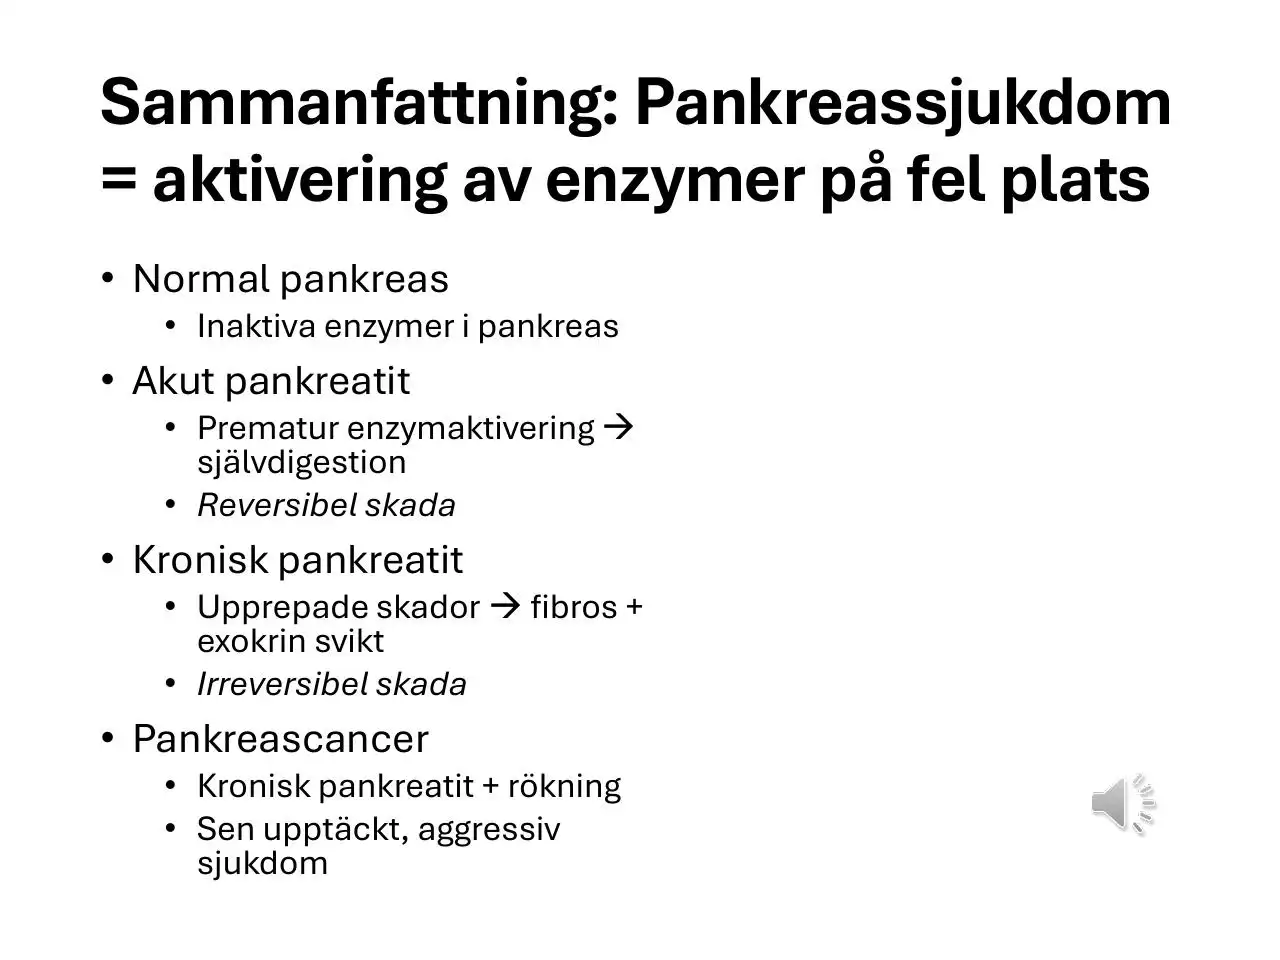 Sammanfattning: Pankreassjukdom
= aktivering av enzymer på fel plats
• Normal pankreas
• Inaktiva enzymer i pankreas
• Akut pankreatit
• Prematur enzymaktivering →
självdigestion
• Reversibel skada
• Kronisk pankreatit
• Upprepade skador → fibros +
exokrin svikt
• Irreversibel skada
• Pankreascancer
• Kronisk pankreatit + rökning
• Sen upptäckt, aggressiv
sjukdom